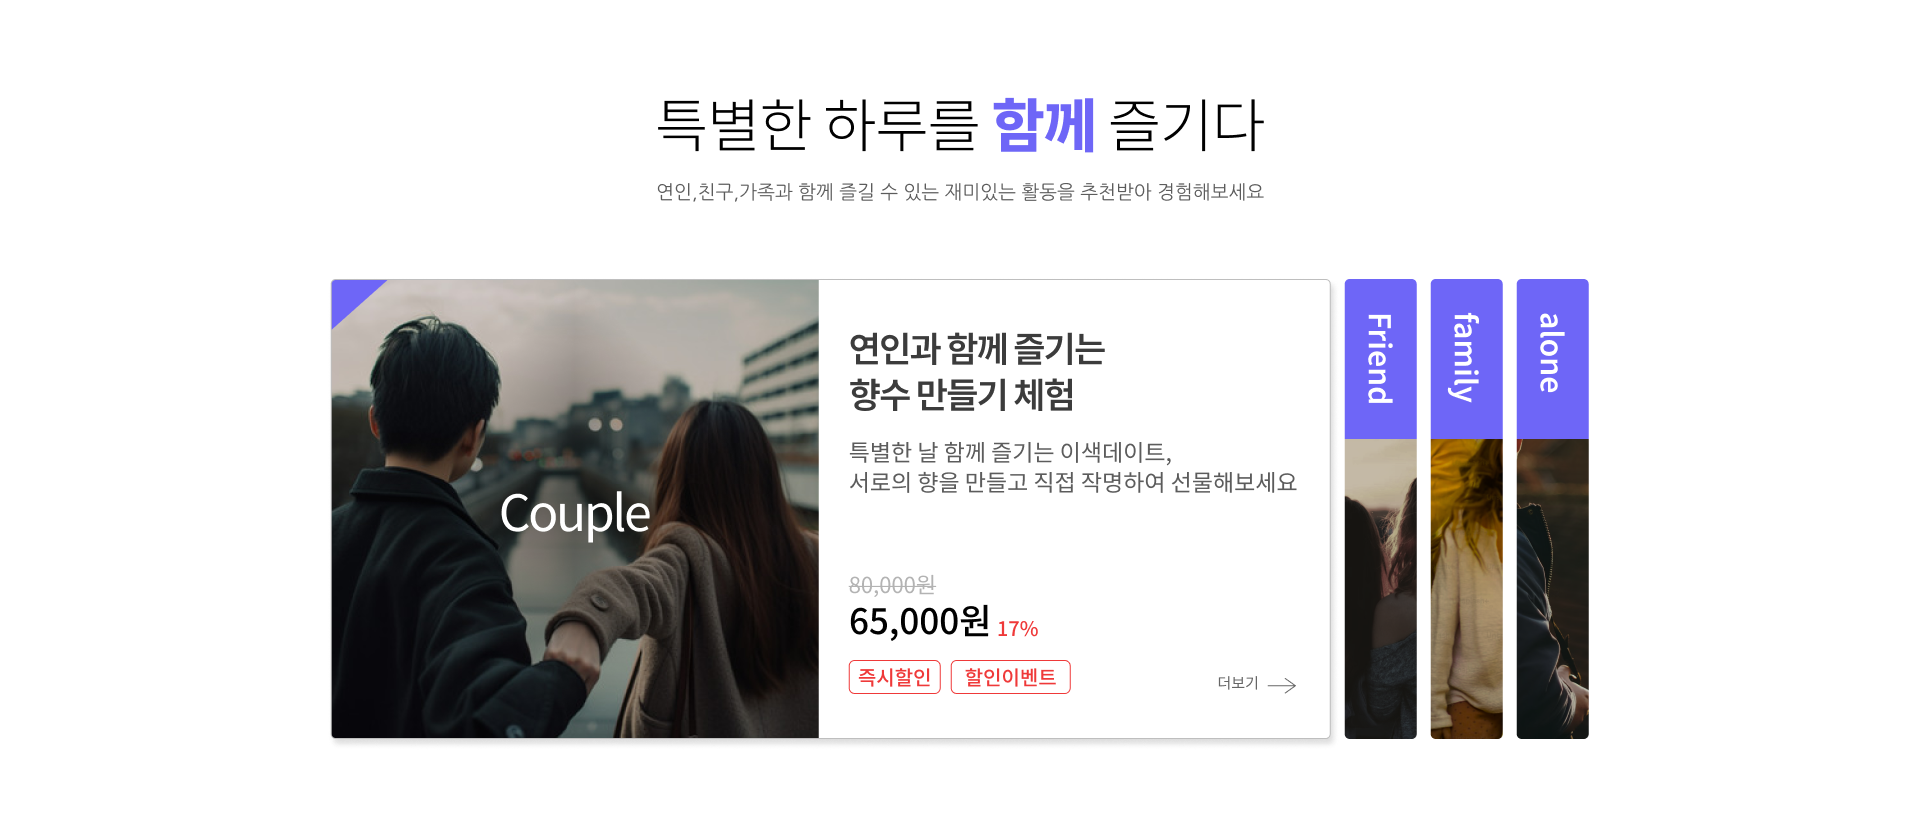 특별한 하루를 함께 즐기다
연인,친구,가족과 함께 즐길 수 있는 재미있는 활동을 추천받아 경험해보세요
Couple
연인과 함께 즐기는
향수 만들기 체험
특별한 날 함께 즐기는 이색데이트,
서로의 향을 만들고 직접 작명하여 선물해보세요
80,000원
65,000원 17%
즉시할인 할인이벤트
더보기
Friend
family
alone